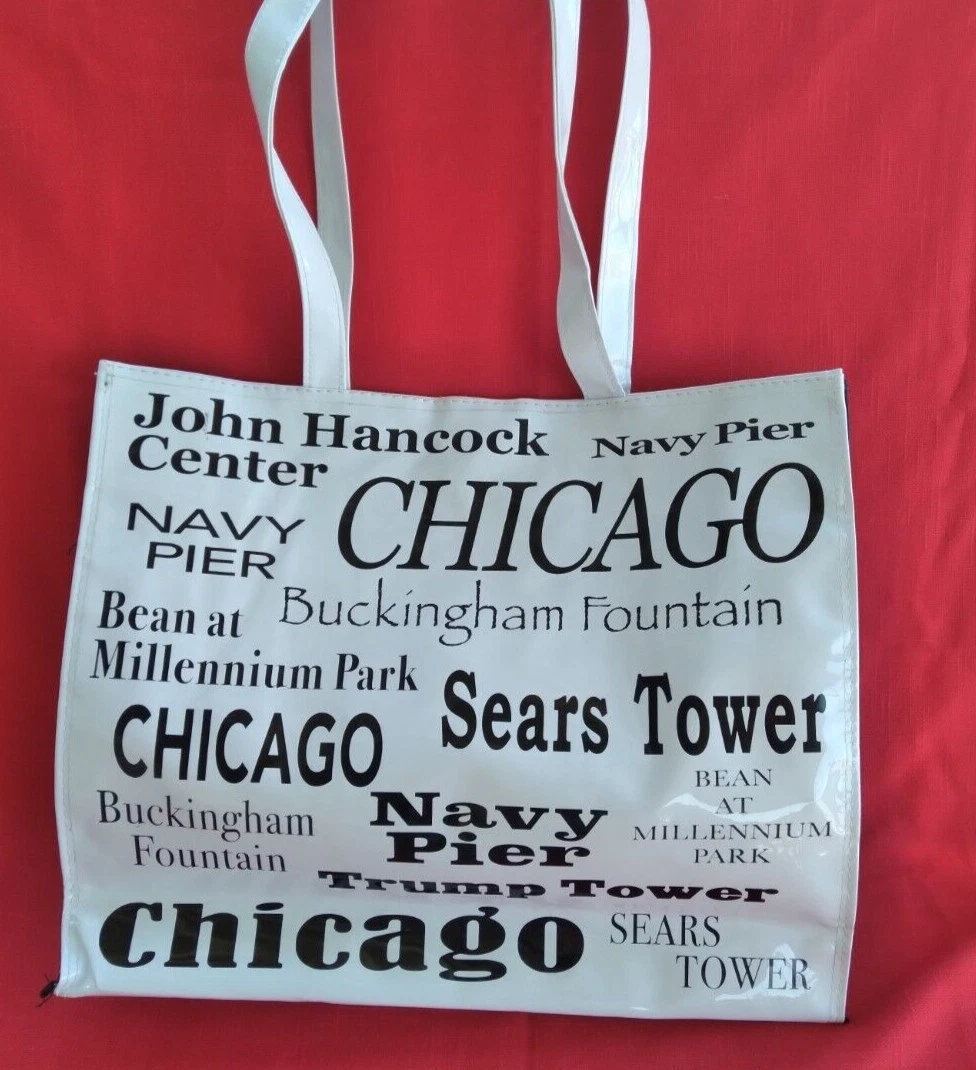 John Hancock
Center
Navy Pier
CHICAGO
NAVY
PIER
Buckingham Fountain
Bean at
Millennium Park
Sears Tower
CHICAGO
BEAN
AT
MILLENNIUM
PARK
Buckingham
Fountain
Navy
Pier
Trump Tower
Chicago
SEARS
TOWER